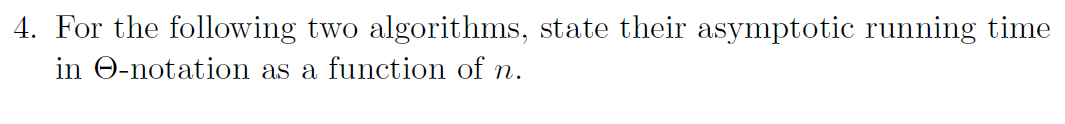 4. For the following two algorithms, state their asymptotic running time
in Θ-notation as a function of n.